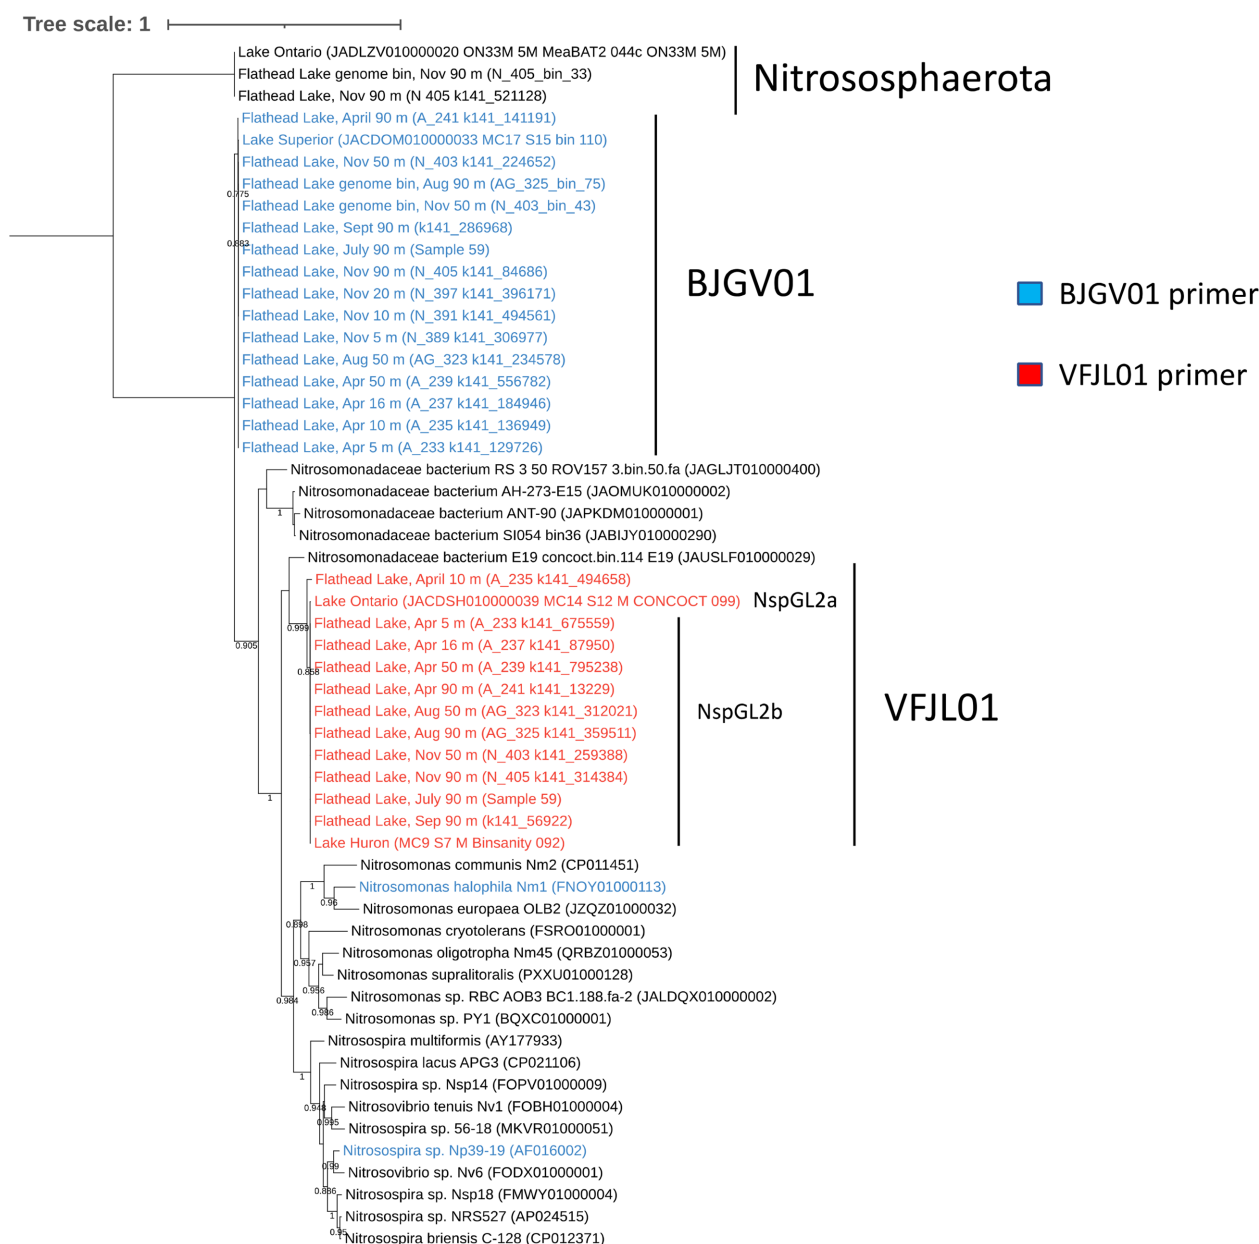 Tree scale: 1
Lake Ontario (JADLZV010000020 ON33M 5M MeaBAT2 044c ON33M 5M)
Flathead Lake genome bin, Nov 90 m (N_405_bin_33)
Nitrososphaerota
Flathead Lake, Nov 90 m (N 405 k141_521128)
Flathead Lake, April 90 m (A_241 k141_141191)
Lake Superior (JACDOM010000033 MC17 S15 bin 110)
Flathead Lake, Nov 50 m (N_403 k141_224652)
Flathead Lake genome bin, Aug 90 m (AG_325_bin_75)
0.775
Flathead Lake genome bin, Nov 50 m (N_403_bin_43)
Flathead Lake, Sept 90 m (k141_286968)
0.883
Flathead Lake, July 90 m (Sample 59)
Flathead Lake, Nov 90 m (N_405 k141_84686)
BJGV01
Flathead Lake, Nov 20 m (N_397 k141_396171)
BJGV01 primer
Flathead Lake, Nov 10 m (N_391 k141_494561)
Flathead Lake, Nov 5 m (N_389 k141_306977)
Flathead Lake, Aug 50 m (AG_323 k141_234578)
VFJL01 primer
Flathead Lake, Apr 50 m (A_239 k141_556782)
Flathead Lake, Apr 16 m (A_237 k141_184946)
Flathead Lake, Apr 10 m (A_235 k141_136949)
Flathead Lake, Apr 5 m (A_233 k141_129726)
Nitrosomonadaceae bacterium RS 3 50 ROV157 3.bin.50.fa (JAGLJT010000400)
Nitrosomonadaceae bacterium AH-273-E15 (JAOMUK010000002)
1
Nitrosomonadaceae bacterium ANT-90 (JAPKDM010000001)
Nitrosomonadaceae bacterium SI054 bin36 (JABIJY010000290)
Nitrosomonadaceae bacterium E19 concoct.bin.114 E19 (JAUSLF010000029)
Flathead Lake, April 10 m (A_235 k141_494658)
Lake Ontario (JACDSH010000039 MC14 S12 M CONCOCT 099)
NspGL2a
0.999
Flathead Lake, Apr 5 m (A_233 k141_675559)
0.905
Flathead Lake, Apr 16 m (A_237 k141_87950)
0.858
Flathead Lake, Apr 50 m (A_239 k141_795238)
Flathead Lake, Apr 90 m (A_241 k141_13229)
Flathead Lake, Aug 50 m (AG_323 k141_312021)
NspGL2b
VFJL01
Flathead Lake, Aug 90 m (AG_325 k141_359511)
Flathead Lake, Nov 50 m (N_403 k141_259388)
Flathead Lake, Nov 90 m (N_405 k141_314384)
1
Flathead Lake, July 90 m (Sample 59)
Flathead Lake, Sep 90 m (k141_56922)
Lake Huron (MC9 S7 M Binsanity 092)
Nitrosomonas communis Nm2 (CP011451)
1
Nitrosomonas halophila Nm1 (FNOY01000113)
0.96
Nitrosomonas europaea OLB2 (JZQZ01000032)
0.898
Nitrosomonas cryotolerans (FSRO01000001)
Nitrosomonas oligotropha Nm45 (QRBZ01000053)
0.957
Nitrosomonas supralitoralis (PXXU01000128)
0.956
Nitrosomonas sp. RBC AOB3 BC1.188.fa-2 (JALDQX010000002)
0.984
0.986
Nitrosomonas sp. PY1 (BQXC01000001)
Nitrosospira multiformis (AY177933)
Nitrosospira lacus APG3 (CP021106)
1
Nitrosospira sp. Nsp14 (FOPV01000009)
Nitrosovibrio tenuis Nv1 (FOBH01000004)
0.995
Nitrosospira sp. 56-18 (MKVR01000051)
Nitrosospira sp. Np39-19 (AF016002)
0.99
Nitrosovibrio sp. Nv6 (FODX01000001)
Nitrosospira sp. Nsp18 (FMWY01000004)
1
Nitrosospira sp. NRS527 (AP024515)
Nitrosospira briensis C-128 (CP012371)